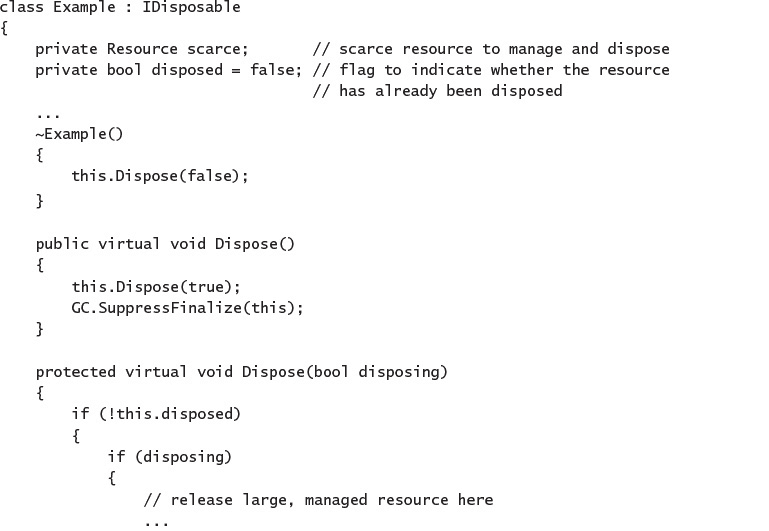 class Example : IDisposable
{
    private Resource scarce;       // scarce resource to manage and dispose
    private bool disposed = false; // flag to indicate whether the resource
                                   // has already been disposed
    ...
    ~Example()
    {
        this.Dispose(false);
    }

    public virtual void Dispose()
    {
        this.Dispose(true);
        GC.SuppressFinalize(this);
    }

    protected virtual void Dispose(bool disposing)
    {
        if (!this.disposed)
        {
            if (disposing)
            {
                // release large, managed resource here
                ...